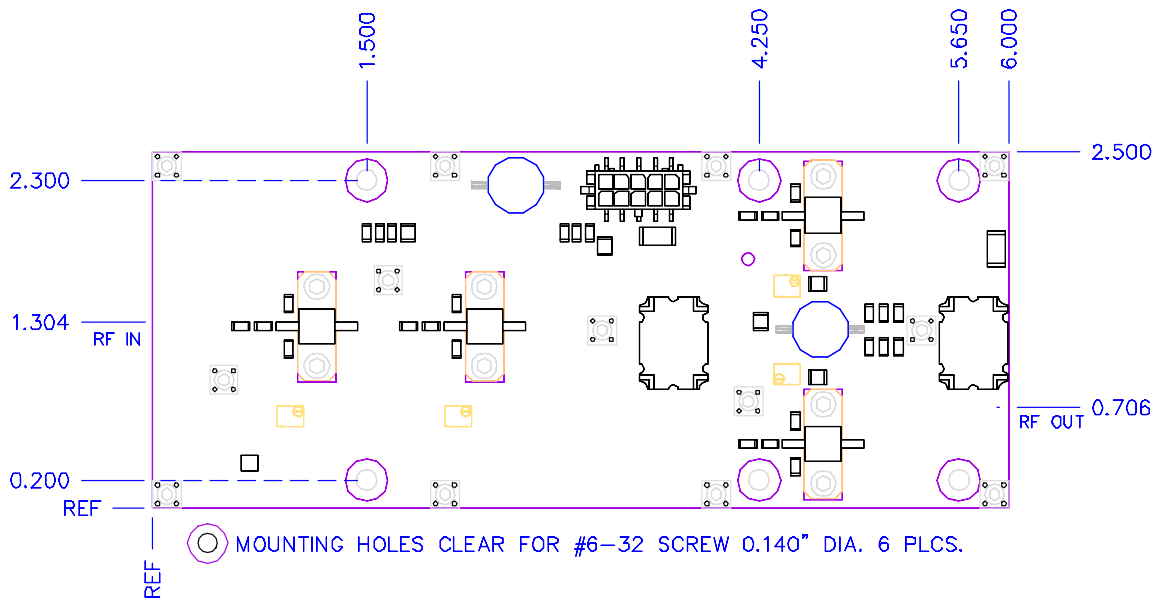 1.500
4.250
5.650
6.000
2.500
2.300
1.304
RF IN
0.706
RF OUT
0.200
REF
REF
MOUNTING HOLES CLEAR FOR #6-32 SCREW 0.140" DIA. 6 PLCS.